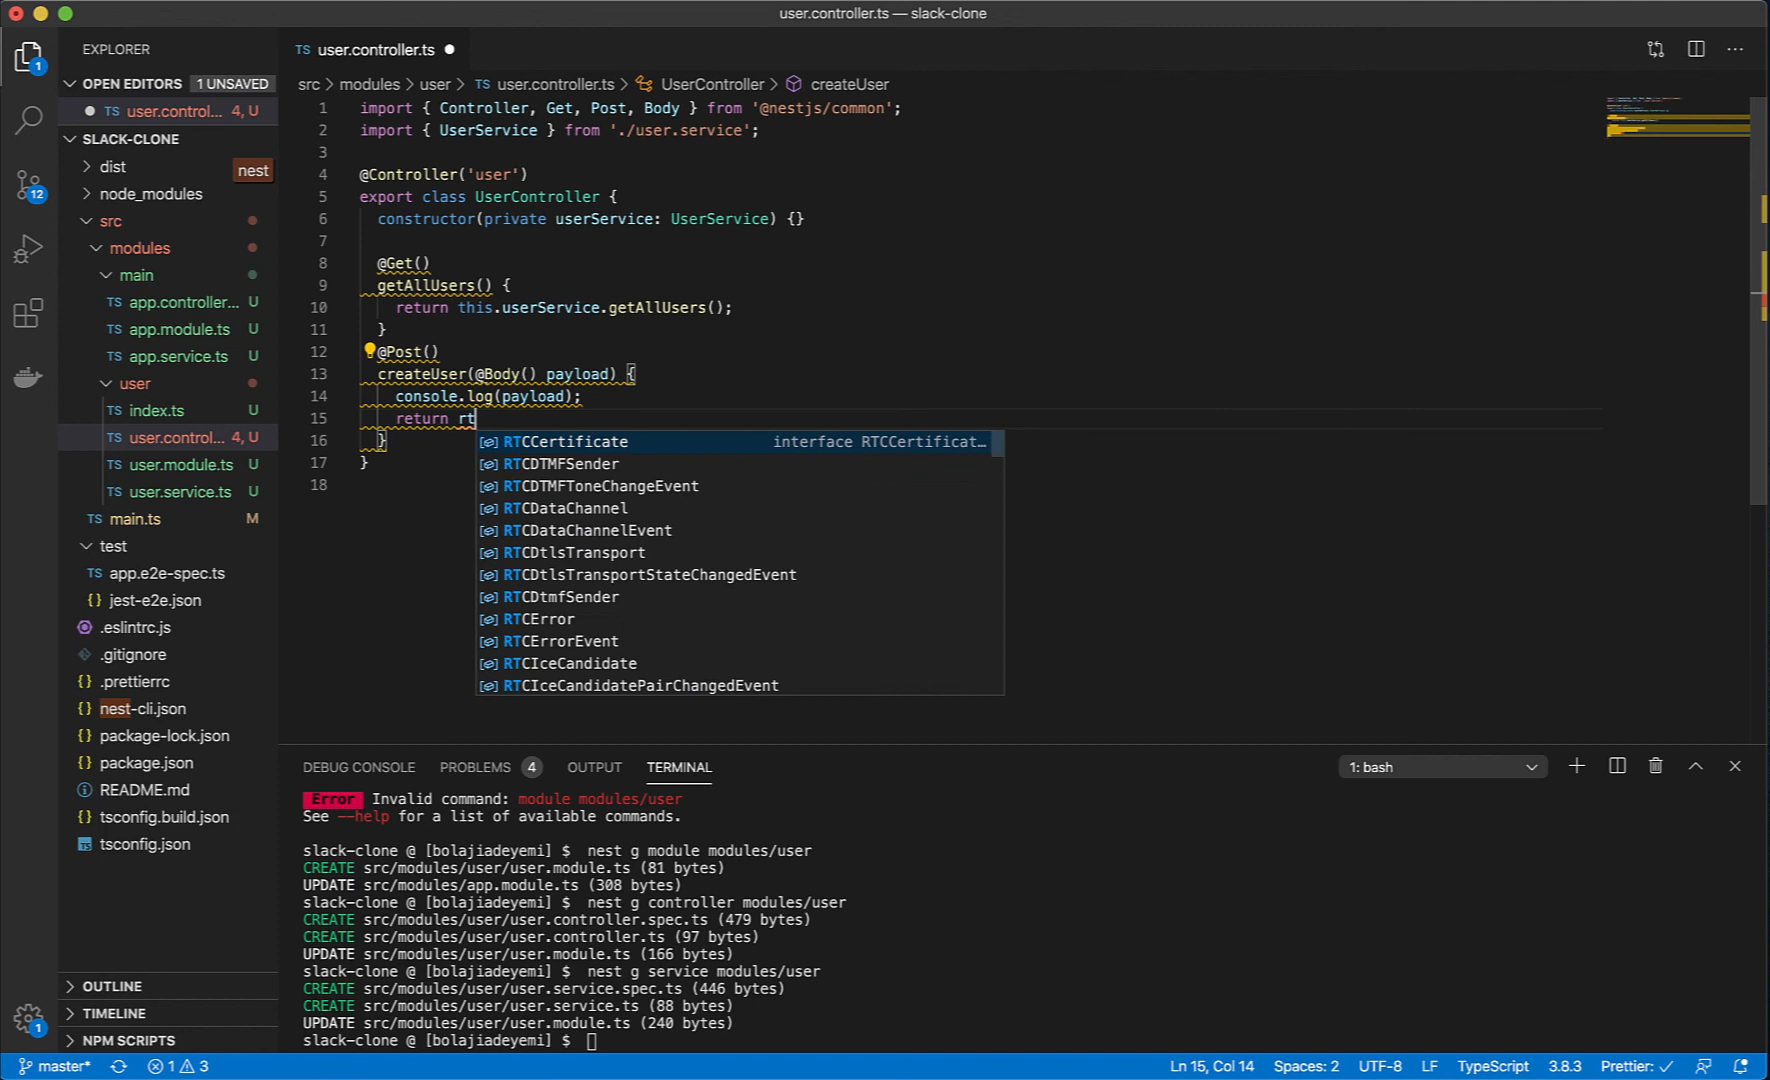 user.controller.ts — slack-clone
EXPLORER
TS user.controller.ts
OPEN EDITORS 1 UNSAVED
src > modules > user > TS user.controller.ts > UserController > createUser
TS user.control... 4, U
SLACK-CLONE
dist
nest
node_modules
src
modules
main
TS app.controller... U
TS app.module.ts U
TS app.service.ts U
user
TS index.ts U
TS user.control... 4, U
TS user.module.ts U
TS user.service.ts U
TS main.ts M
test
TS app.e2e-spec.ts
{} jest-e2e.json
.eslintrc.js
.gitignore
{} .prettierrc
{} nest-cli.json
{} package-lock.json
{} package.json
README.md
{} tsconfig.build.json
tsconfig.json
OUTLINE
TIMELINE
NPM SCRIPTS
1
12
1
1 import { Controller, Get, Post, Body } from '@nestjs/common';
2 import { UserService } from './user.service';
3
4 @Controller('user')
5 export class UserController {
6 constructor(private userService: UserService) {}
7
8 @Get()
9 getAllUsers() {
10 return this.userService.getAllUsers();
11 }
12 @Post()
13 createUser(@Body() payload) {
14 console.log(payload);
15 return rt
16 }
17 }
18
RTCCertificate interface RTCCertificat…
RTCDTMFSender
RTCDTMFToneChangeEvent
RTCDataChannel
RTCDataChannelEvent
RTCDtlsTransport
RTCDtlsTransportStateChangedEvent
RTCDtmfSender
RTCError
RTCErrorEvent
RTCIceCandidate
RTCIceCandidatePairChangedEvent
DEBUG CONSOLE PROBLEMS 4 OUTPUT TERMINAL 1: bash
Error Invalid command: module modules/user
See --help for a list of available commands.
slack-clone @ [bolajiadeyemi] $ nest g module modules/user
CREATE src/modules/user/user.module.ts (81 bytes)
UPDATE src/modules/app.module.ts (308 bytes)
slack-clone @ [bolajiadeyemi] $ nest g controller modules/user
CREATE src/modules/user/user.controller.spec.ts (479 bytes)
CREATE src/modules/user/user.controller.ts (97 bytes)
UPDATE src/modules/user/user.module.ts (166 bytes)
slack-clone @ [bolajiadeyemi] $ nest g service modules/user
CREATE src/modules/user/user.service.spec.ts (446 bytes)
CREATE src/modules/user/user.service.ts (88 bytes)
UPDATE src/modules/user/user.module.ts (240 bytes)
slack-clone @ [bolajiadeyemi] $
master* 1 3 Ln 15, Col 14 Spaces: 2 UTF-8 LF TypeScript 3.8.3 Prettier: ✓